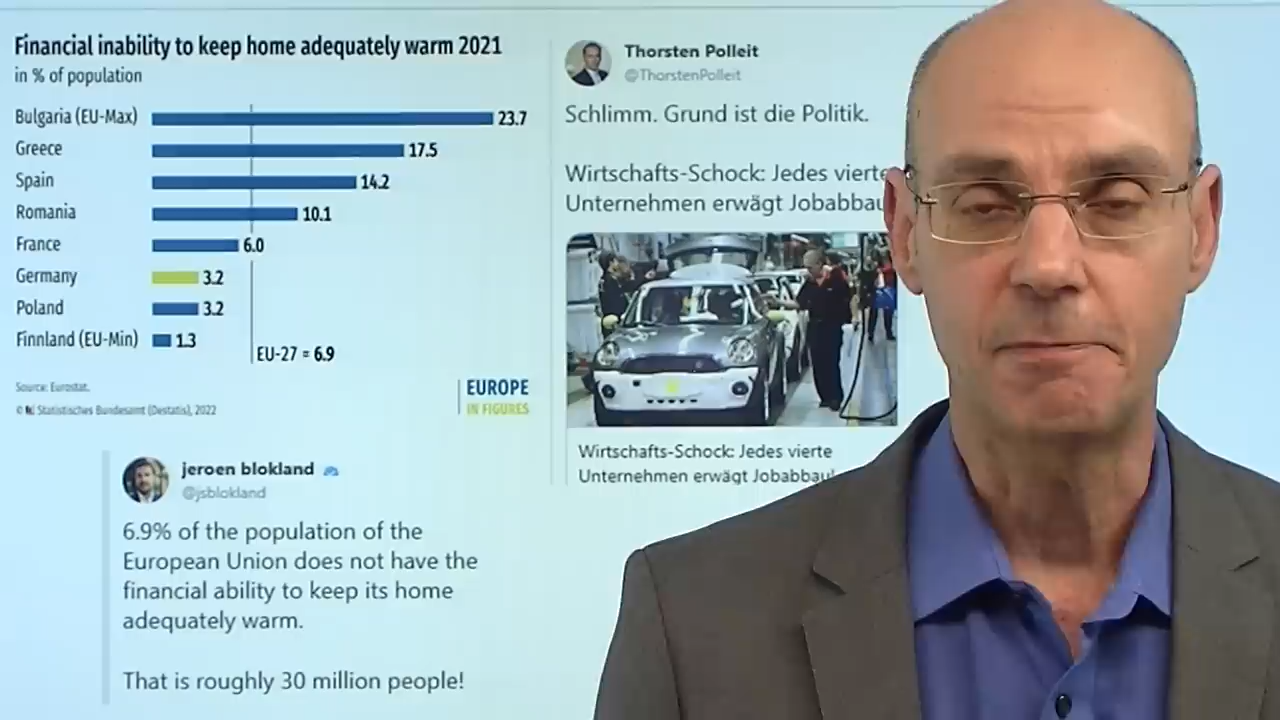 Financial inability to keep home adequately warm 2021
in % of population
Bulgaria (EU-Max) 23.7
Greece 17.5
Spain 14.2
Romania 10.1
France 6.0
Germany 3.2
Poland 3.2
Finnland (EU-Min) 1.3
EU-27 = 6.9
Source: Eurostat.
© Statistisches Bundesamt (Destatis), 2022
EUROPE
IN FIGURES
jeroen blokland
@jsblokland
6.9% of the population of the
European Union does not have the
financial ability to keep its home
adequately warm.
That is roughly 30 million people!
Thorsten Polleit
@ThorstenPolleit
Schlimm. Grund ist die Politik.
Wirtschafts-Schock: Jedes vierte
Unternehmen erwägt Jobabbau
Wirtschafts-Schock: Jedes vierte
Unternehmen erwägt Jobabbau!